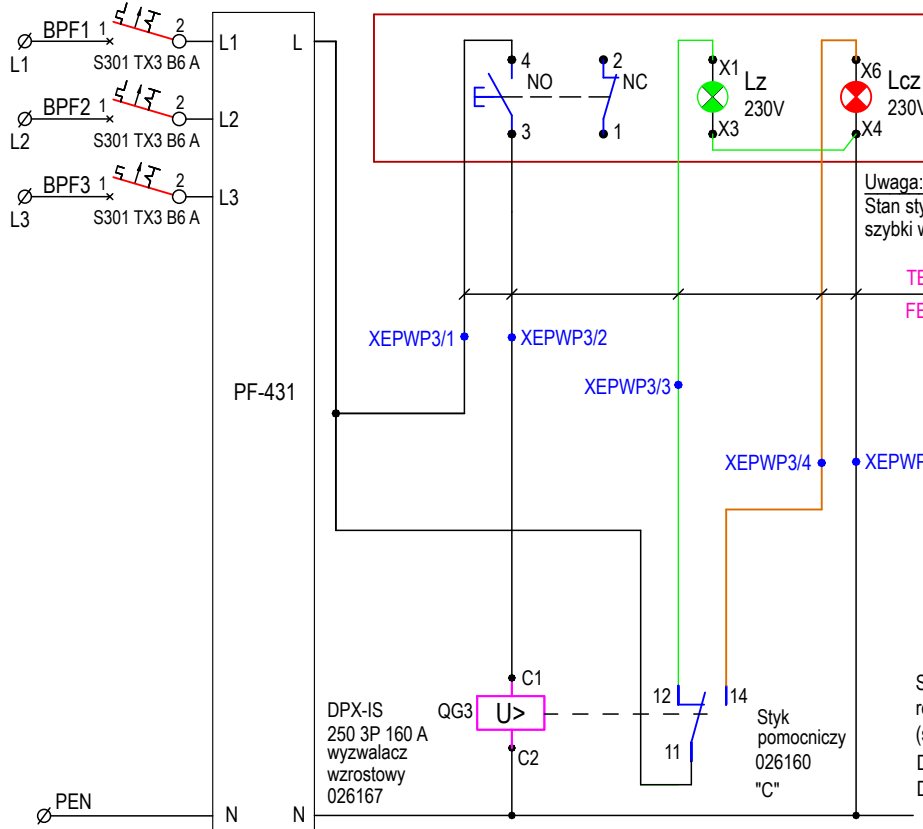 BPF1 1 2
L1
S301 TX3 B6 A
L1
L
BPF2 1 2
L2
S301 TX3 B6 A
L2
BPF3 1 2
L3
S301 TX3 B6 A
L3
4
NO
3
2
NC
1
X1
Lz
230V
X3
X6
Lcz
230V
X4
Uwaga:
Stan sty
szybki w
TE
FE
XEPWP3/1
XEPWP3/2
PF-431
XEPWP3/3
XEPWP3/4
XEPWP
C1
QG3
U>
C2
DPX-IS
250 3P 160 A
wyzwalacz
wzrostowy
026167
12
14
11
Styk
pomocniczy
026160
"C"
S
r
(s
D
D
PEN
N
N